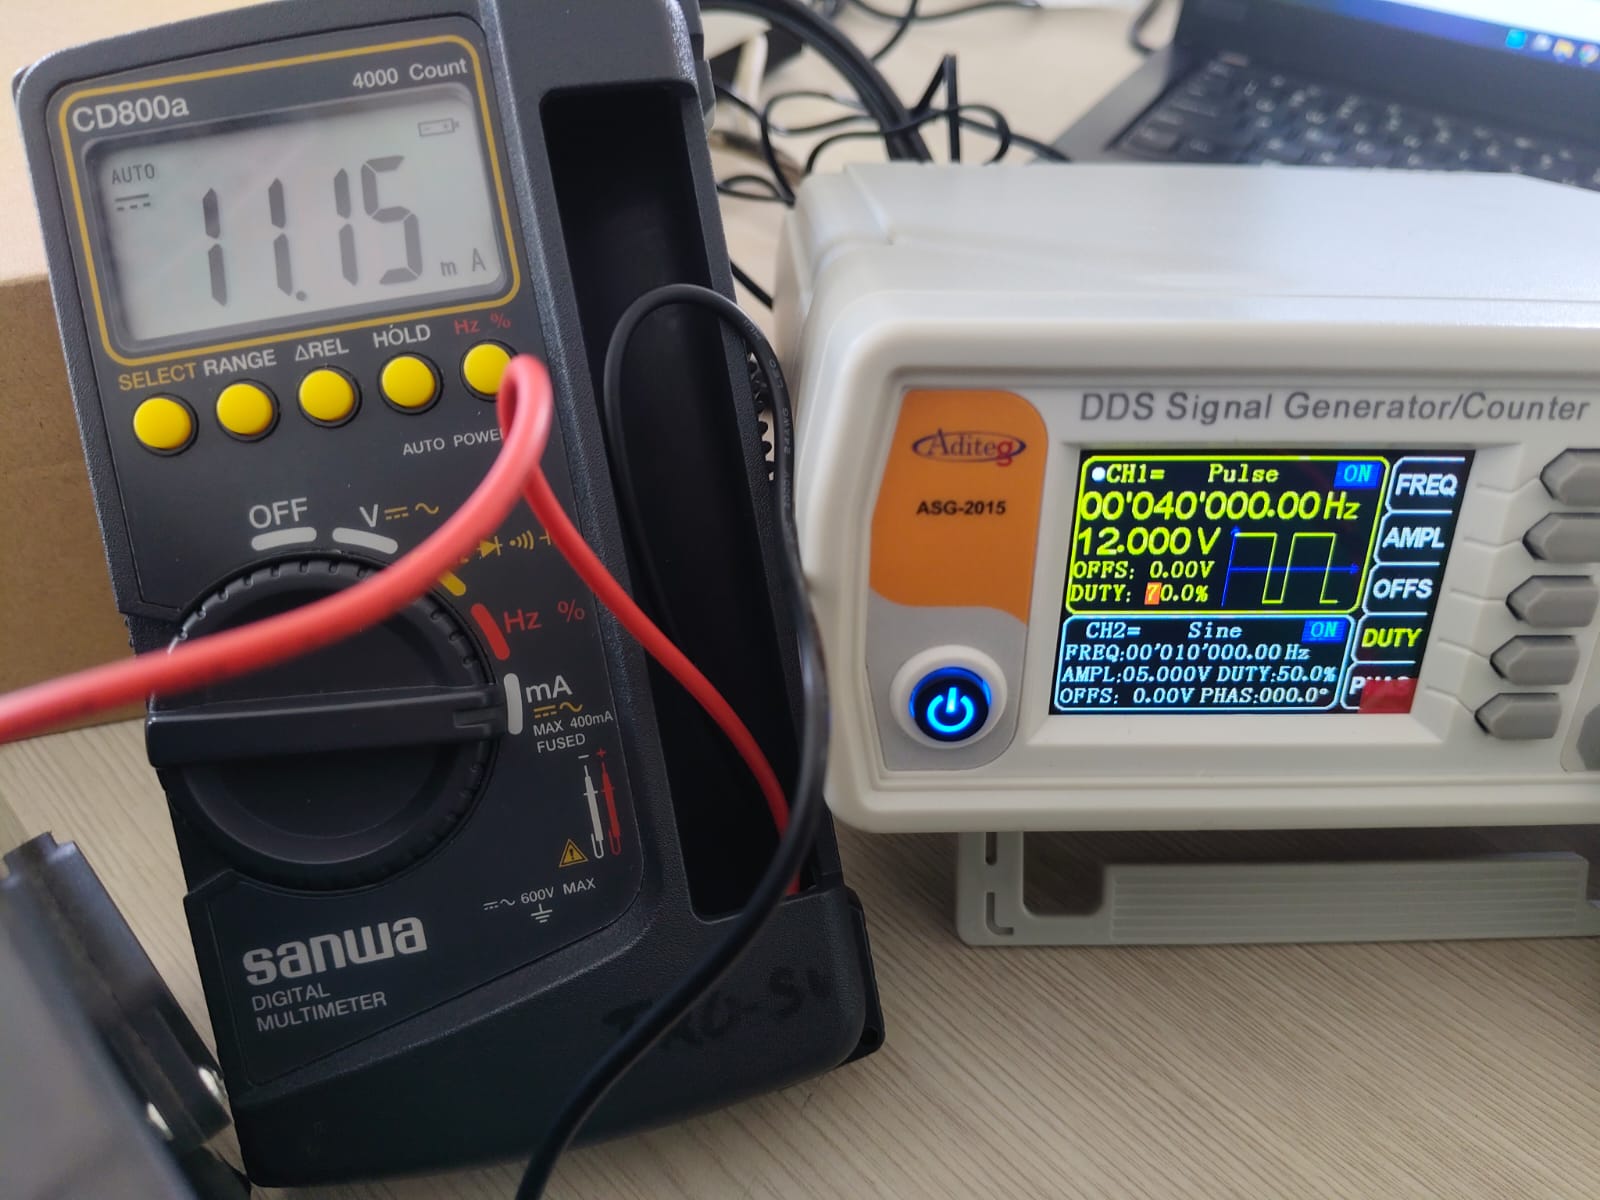 4000 Count
CD800a
AUTO
11.15
m A
SELECT RANGE ΔREL HOLD Hz %
AUTO POWE
OFF
V
Hz %
mA
MAX 400mA
FUSED
- +
600V MAX
sanwa
DIGITAL
MULTIMETER
DDS Signal Generator/Counter
Aditeg
ASG-2015
CH1= Pulse ON
00'040'000.00 Hz
12.000 V
OFFS: 0.00V
DUTY: 70.0%
CH2= Sine ON
FREQ:00'010'000.00 Hz
AMPL:05.000V DUTY:50.0%
OFFS: 0.00V PHAS:000.0°
FREQ
AMPL
OFFS
DUTY
PHAS